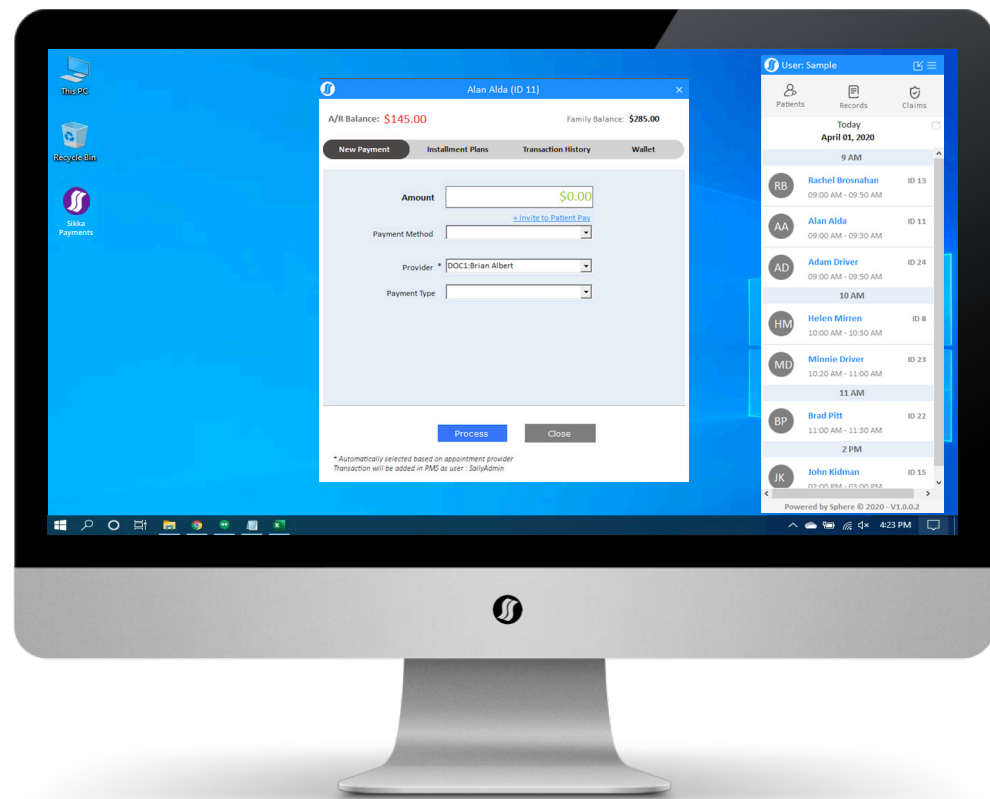 This PC
Recycle Bin
Sikka
Payments
Alan Alda (ID 11)
A/R Balance: $145.00
Family Balance: $285.00
New Payment Installment Plans Transaction History Wallet
Amount $0.00
+ Invite to Patient Pay
Payment Method
Provider * DOC1:Brian Albert
Payment Type
Process Close
* Automatically selected based on appointment provider
Transaction will be added in PMS as user : SallyAdmin
User: Sample
Patients Records Claims
Today
April 01, 2020
9 AM
RB Rachel Brosnahan ID 13
09:00 AM - 09:50 AM
AA Alan Alda ID 11
09:00 AM - 09:30 AM
AD Adam Driver ID 24
09:00 AM - 09:50 AM
10 AM
HM Helen Mirren ID 8
10:00 AM - 10:30 AM
MD Minnie Driver ID 23
10:20 AM - 11:00 AM
11 AM
BP Brad Pitt ID 22
11:00 AM - 11:30 AM
2 PM
JK John Kidman ID 15
02:00 PM - 03:00 PM
Powered by Sphere © 2020 - V1.0.0.2
4:23 PM